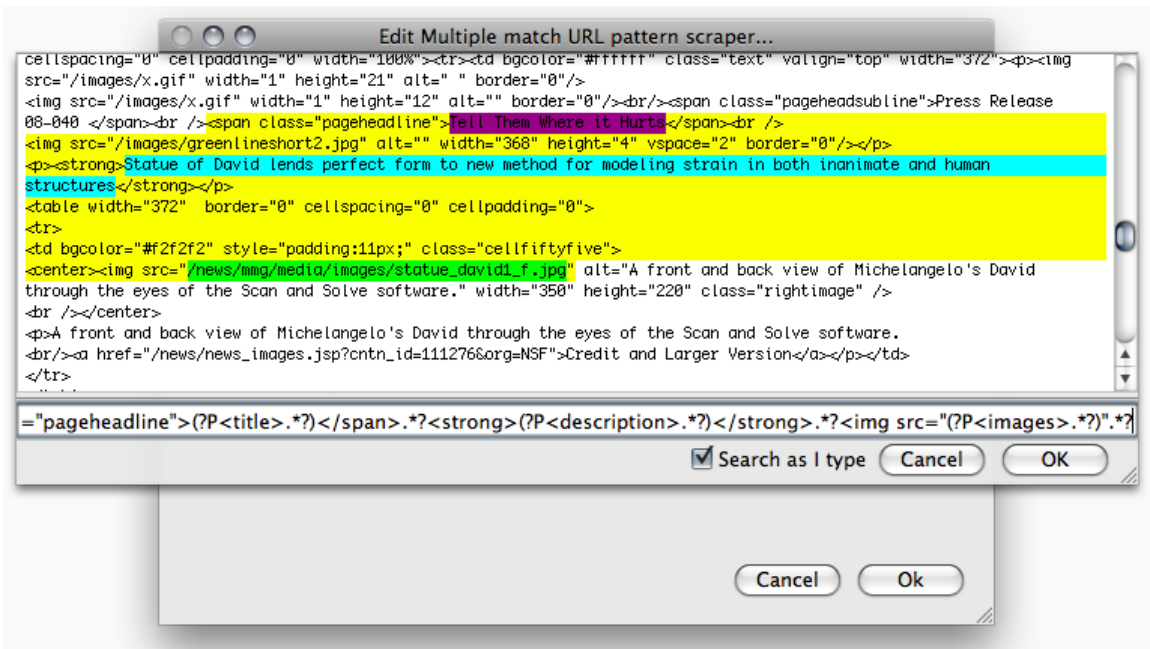 Edit Multiple match URL pattern scraper...
cellspacing="0" cellpadding="0" width="100%"><tr><td bgcolor="#ffffff" class="text" valign="top" width="372"><p><img
src="/images/x.gif" width="1" height="21" alt=" " border="0"/>
<img src="/images/x.gif" width="1" height="12" alt="" border="0"/><br/><span class="pageheadsubline">Press Release
08-040 </span><br /><span class="pageheadline">Tell Them Where it Hurts</span><br />
<img src="/images/greenlineshort2.jpg" alt="" width="368" height="4" vspace="2" border="0"/></p>
<p><strong>Statue of David lends perfect form to new method for modeling strain in both inanimate and human
structures</strong></p>
<table width="372"  border="0" cellspacing="0" cellpadding="0">
<tr>
<td bgcolor="#f2f2f2" style="padding:11px;" class="cellfiftyfive">
<center><img src="/news/mmg/media/images/statue_david1_f.jpg" alt="A front and back view of Michelangelo's David
through the eyes of the Scan and Solve software." width="350" height="220" class="rightimage" />
<br /></center>
<p>A front and back view of Michelangelo's David through the eyes of the Scan and Solve software.
<br/><a href="/news/news_images.jsp?cntn_id=111276&org=NSF">Credit and Larger Version</a></p></td>
</tr>
="pageheadline">(?P<title>.*?)</span>.*?<strong>(?P<description>.*?)</strong>.*?<img src="(?P<images>.*?)".*?
Search as I type
Cancel
OK
Cancel
Ok